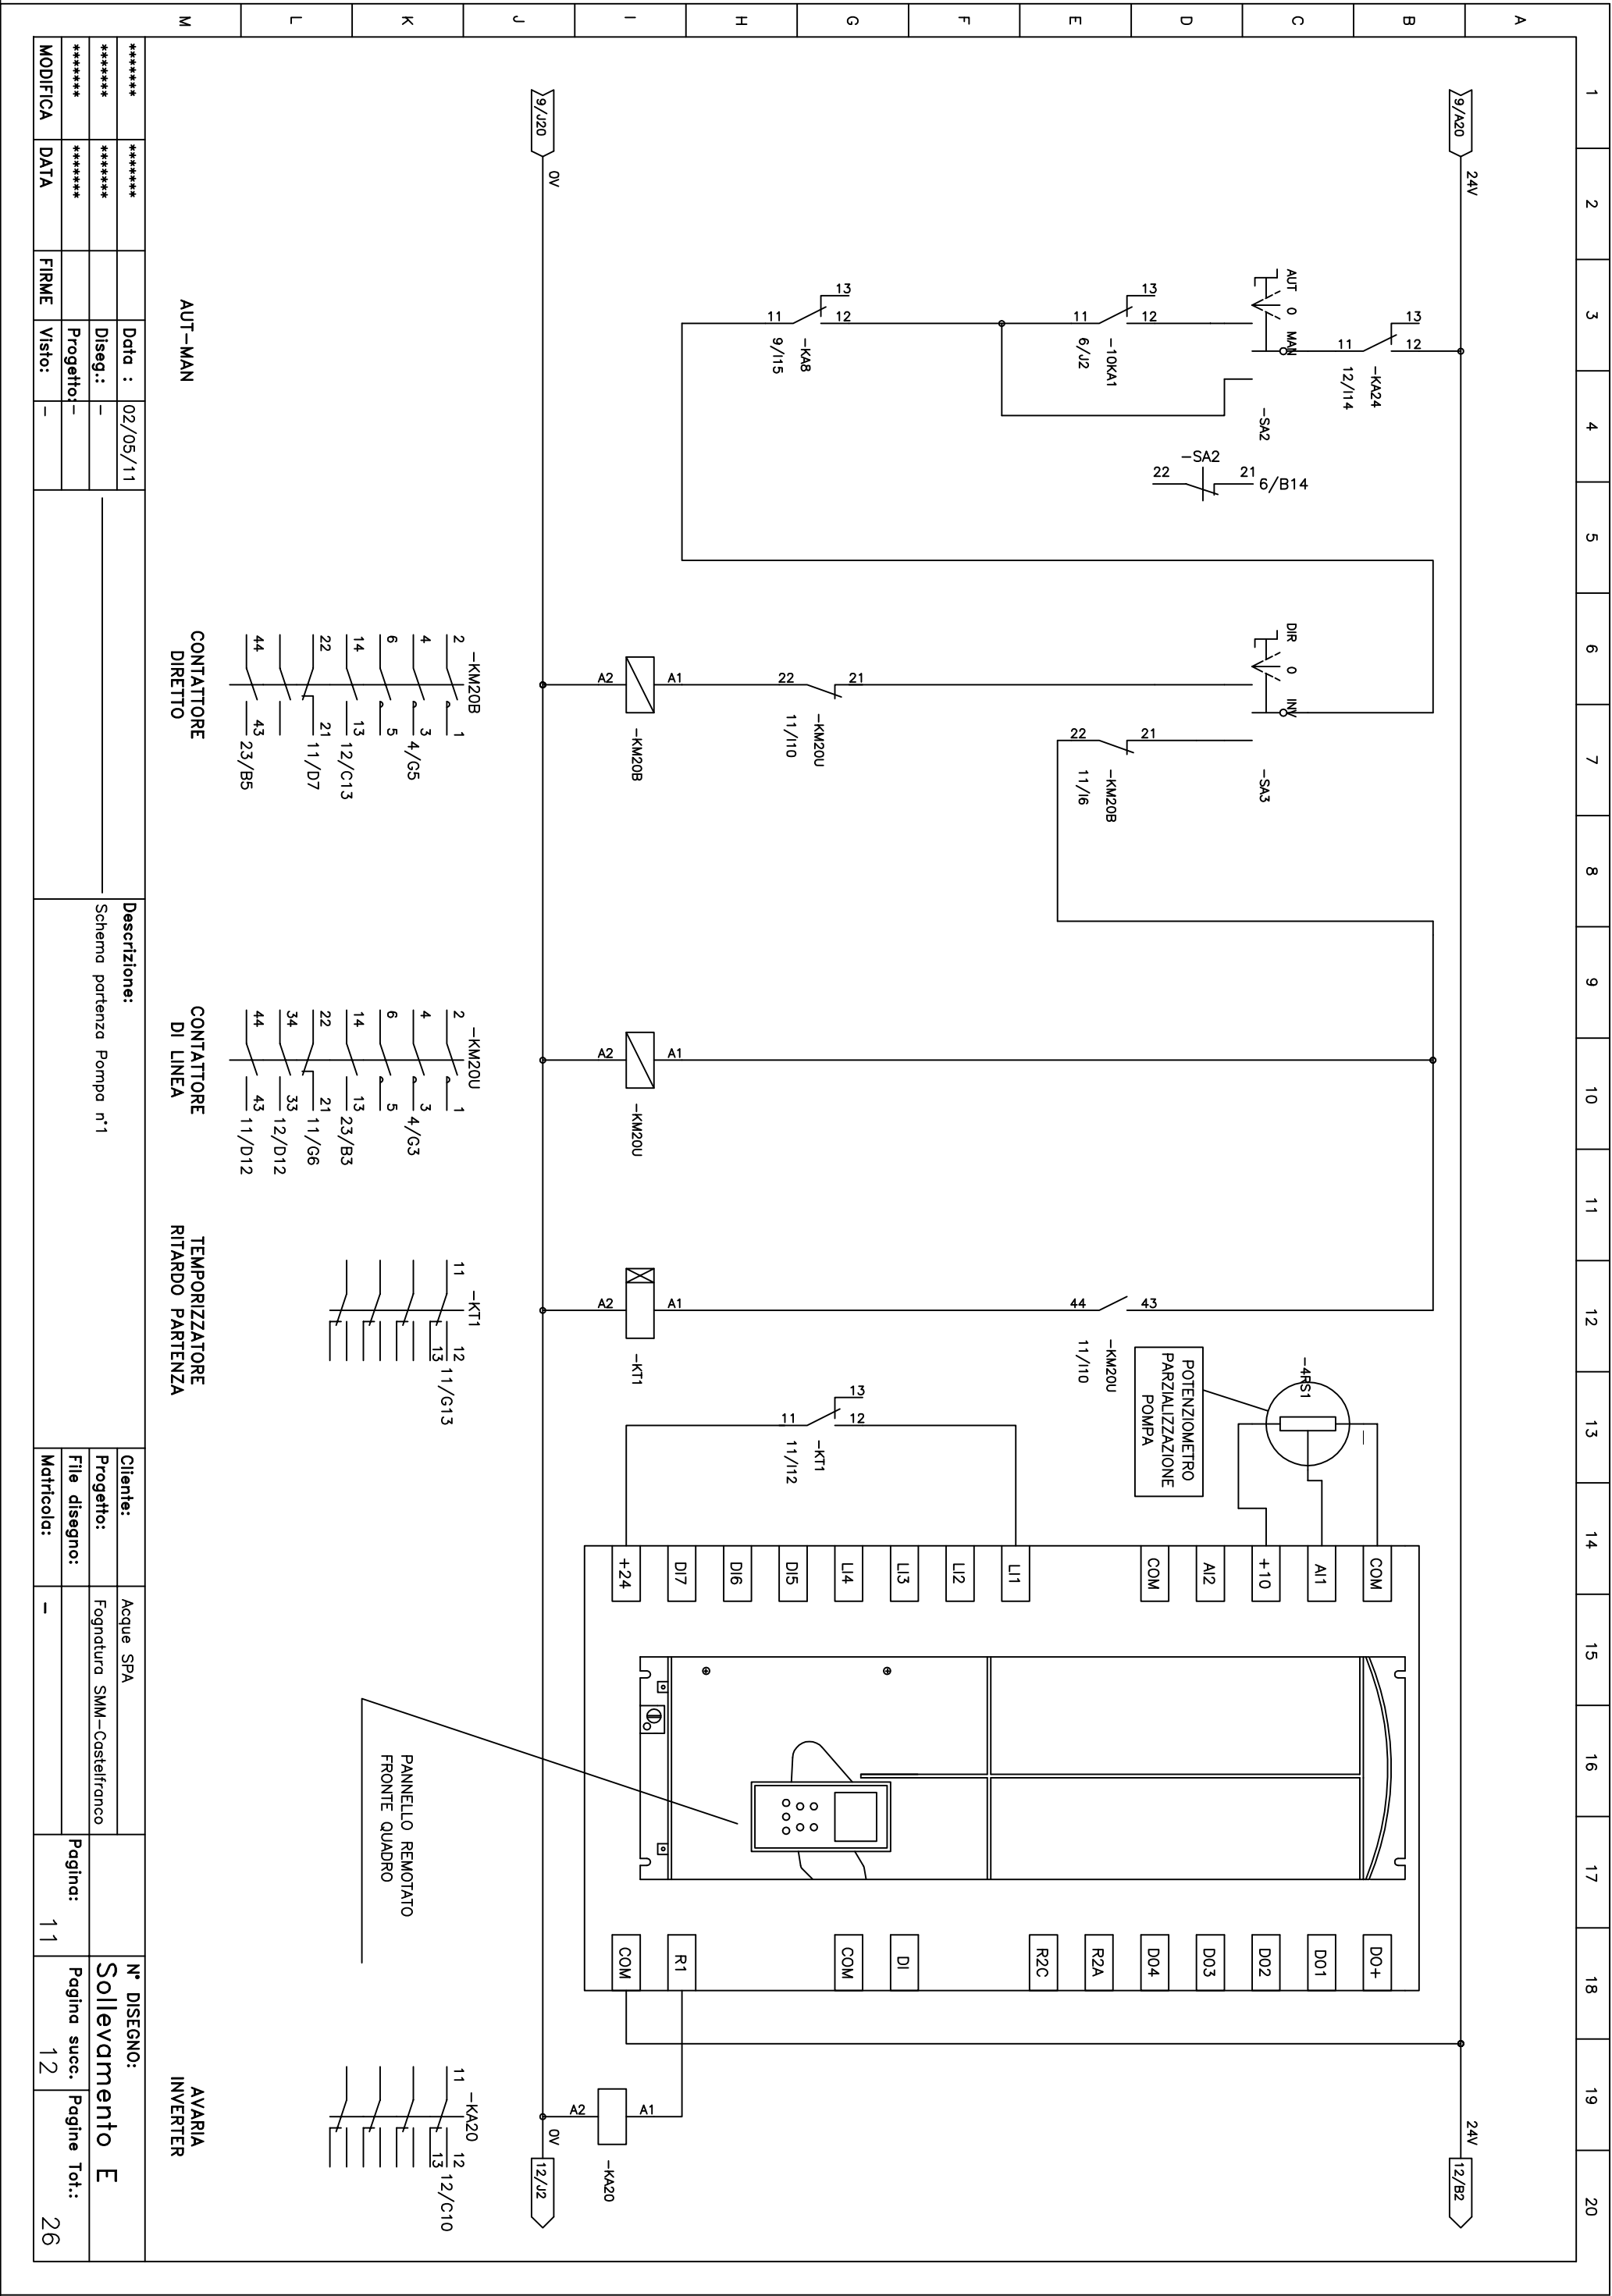 1 2 3 4 5 6 7 8 9 10 11 12 13 14 15 16 17 18 19 20
A
B
C
D
E
F
G
H
I
J
K
L
M
9/A20
24V
24V
12/B2
13
12
11
-KA24
12/I14
AUT 0 MAN
-SA2
-SA2
22
21
6/B14
13
12
11
-10KA1
6/J2
13
12
11
-KA8
9/I15
DIR 0 INV
-SA3
21
22
-KM20B
11/I6
21
22
-KM20U
11/I10
A1
A2
-KM20B
A1
A2
-KM20U
43
44
-KM20U
11/I10
A1
A2
-KT1
-4RS1
POTENZIOMETRO
PARZIALIZZAZIONE
POMPA
13
12
11
-KT1
11/I12
COM
AI1
+10
AI2
COM
LI1
LI2
LI3
LI4
DI5
DI6
DI7
+24
DO+
DO1
DO2
DO3
DO4
R2A
R2C
DI
COM
R1
COM
A1
A2
-KA20
9/J20
0V
0V
12/J2
-KM20B
2 1
4 3 4/G5
6 5
14 13 12/C13
22 21 11/D7
44 43 23/B5
-KM20U
2 1
4 3 4/G3
6 5
14 13 23/B3
22 21 11/G6
34 33 12/D12
44 43 11/D12
-KT1
11 12
13 11/G13
PANNELLO REMOTATO
FRONTE QUADRO
-KA20
11 12
13 12/C10
AUT-MAN
CONTATTORE
DIRETTO
CONTATTORE
DI LINEA
TEMPORIZZATORE
RITARDO PARTENZA
AVARIA
INVERTER
******* ******* Data : 02/05/11
******* Diseg.: -
******* ******* Progetto: -
MODIFICA DATA FIRME Visto: -
Descrizione:
Schema partenza Pompa n°1
Cliente: Acque SPA
Progetto: Fognatura SMM-Castelfranco
File disegno:
Matricola: -
N° DISEGNO:
Sollevamento E
Pagina: 11
Pagina succ. 12
Pagine Tot.: 26